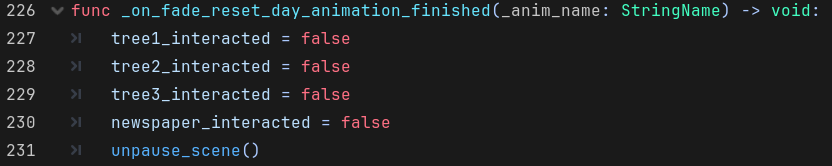 226 func _on_fade_reset_day_animation_finished(_anim_name: StringName) -> void:
227 tree1_interacted = false
228 tree2_interacted = false
229 tree3_interacted = false
230 newspaper_interacted = false
231 unpause_scene()